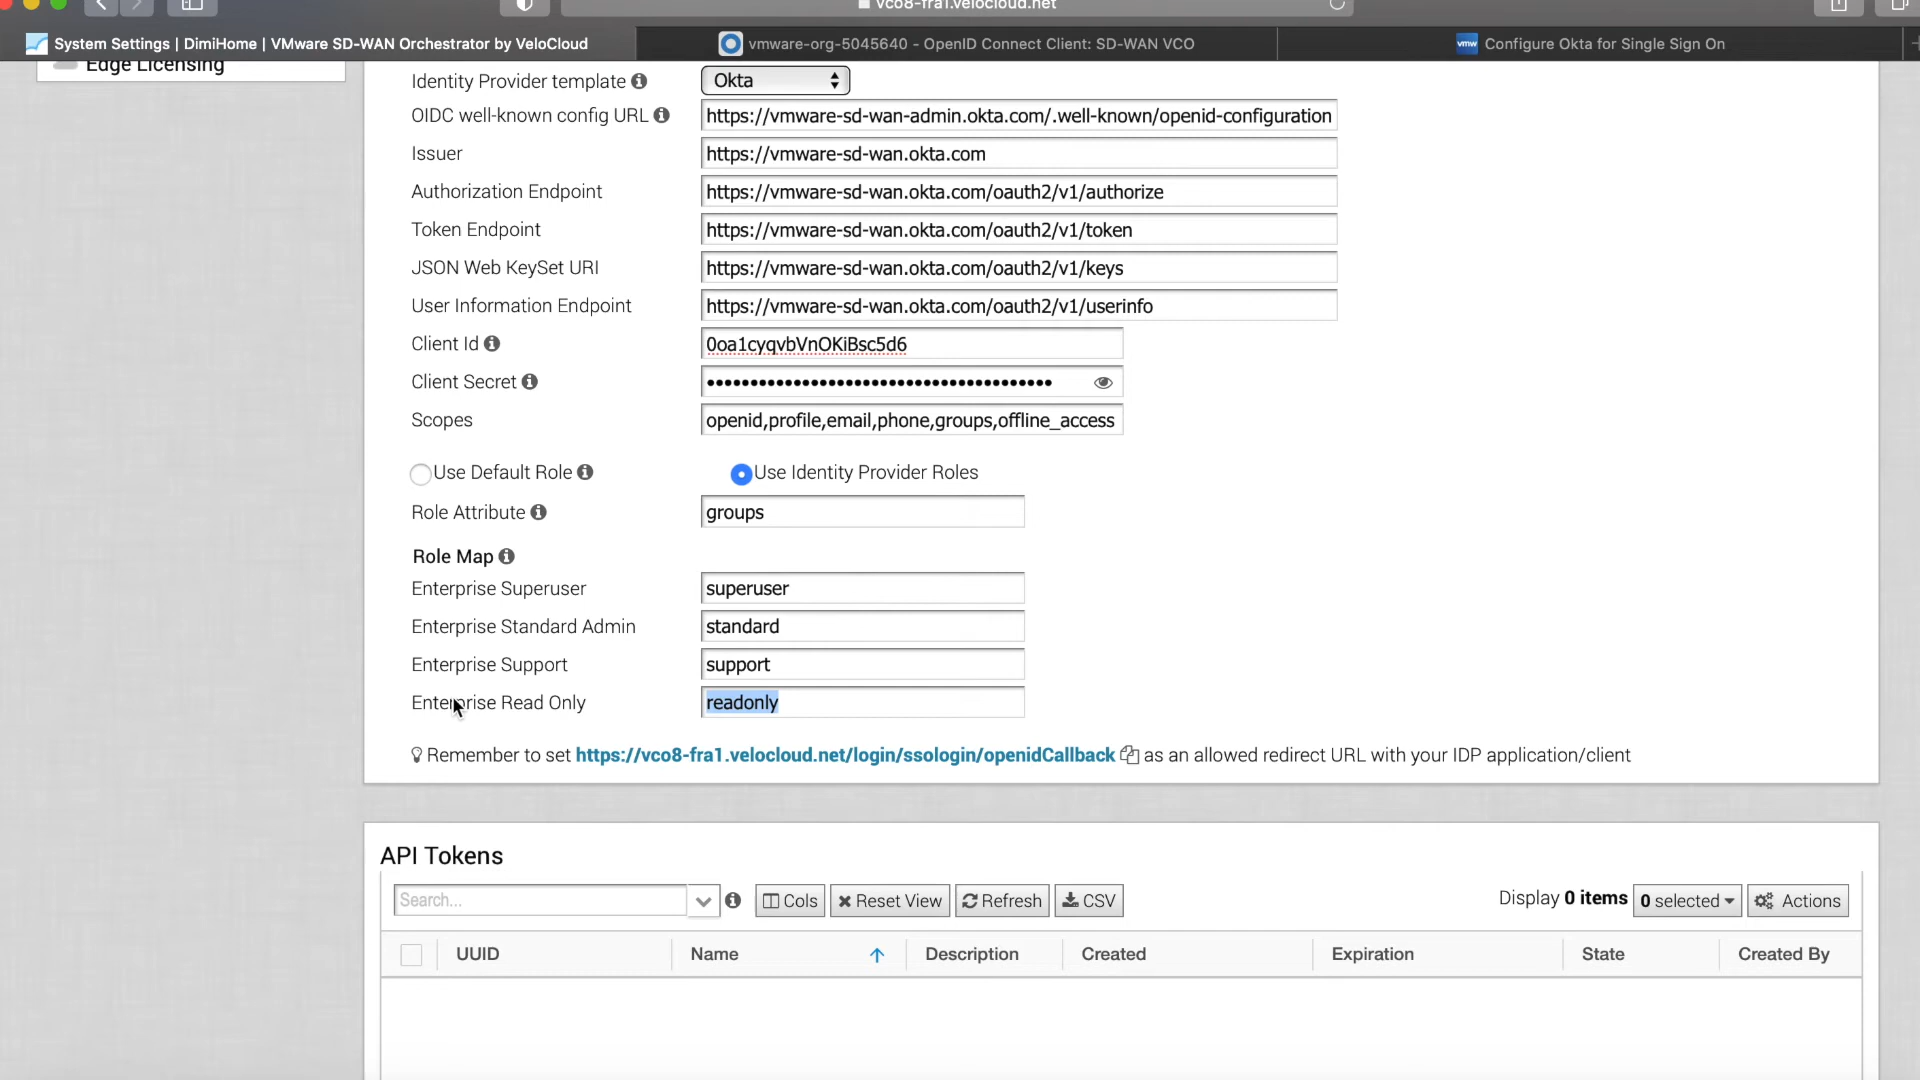 vco8-fra1.velocloud.net
System Settings | DimiHome | VMware SD-WAN Orchestrator by VeloCloud
vmware-org-5045640 - OpenID Connect Client: SD-WAN VCO
vmw Configure Okta for Single Sign On
Edge Licensing
Identity Provider template Okta
OIDC well-known config URL https://vmware-sd-wan-admin.okta.com/.well-known/openid-configuration
Issuer https://vmware-sd-wan.okta.com
Authorization Endpoint https://vmware-sd-wan.okta.com/oauth2/v1/authorize
Token Endpoint https://vmware-sd-wan.okta.com/oauth2/v1/token
JSON Web KeySet URI https://vmware-sd-wan.okta.com/oauth2/v1/keys
User Information Endpoint https://vmware-sd-wan.okta.com/oauth2/v1/userinfo
Client Id 0oa1cyqvbVnOKiBsc5d6
Client Secret ••••••••••••••••••••••••••••••••••••••••
Scopes openid,profile,email,phone,groups,offline_access
Use Default Role Use Identity Provider Roles
Role Attribute groups
Role Map
Enterprise Superuser superuser
Enterprise Standard Admin standard
Enterprise Support support
Enterprise Read Only readonly
Remember to set https://vco8-fra1.velocloud.net/login/ssologin/openidCallback as an allowed redirect URL with your IDP application/client
API Tokens
Search... Cols Reset View Refresh CSV Display 0 items 0 selected Actions
UUID Name Description Created Expiration State Created By